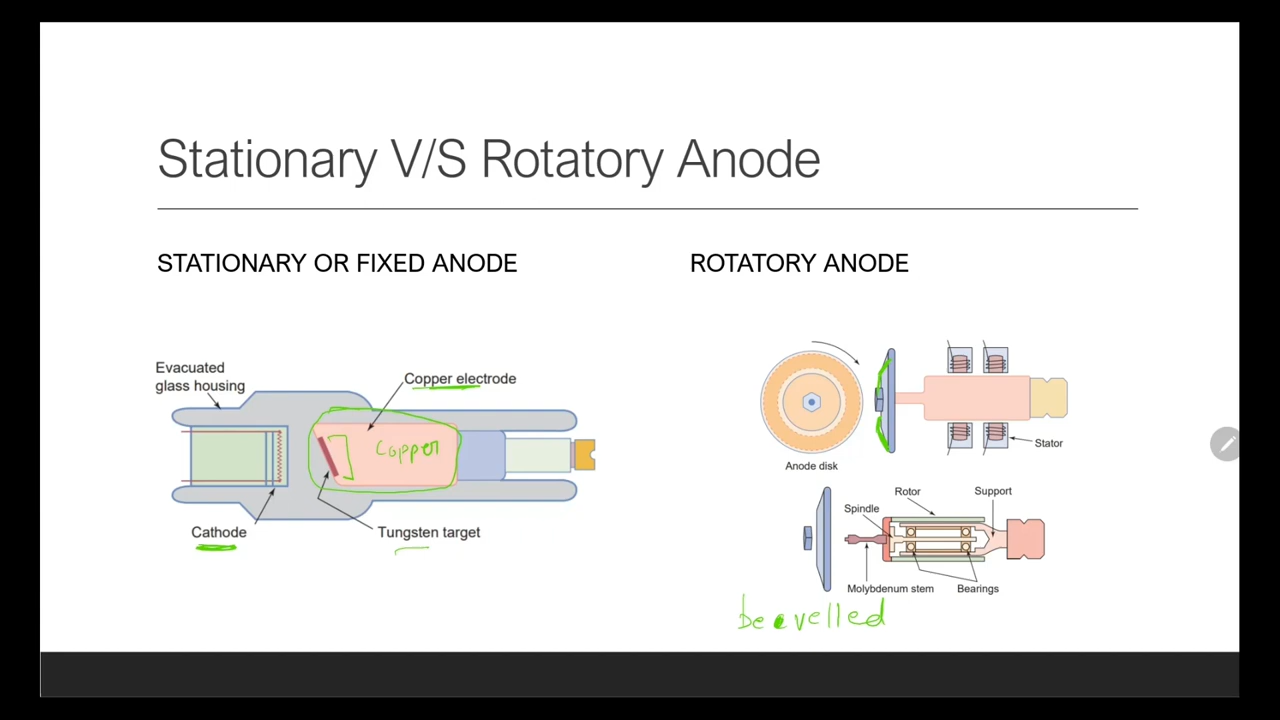 Stationary V/S Rotatory Anode
STATIONARY OR FIXED ANODE
Evacuated
glass housing
Copper electrode
Copper
Cathode
Tungsten target
ROTATORY ANODE
Anode disk
Stator
Rotor
Support
Spindle
Molybdenum stem
Bearings
beavelled